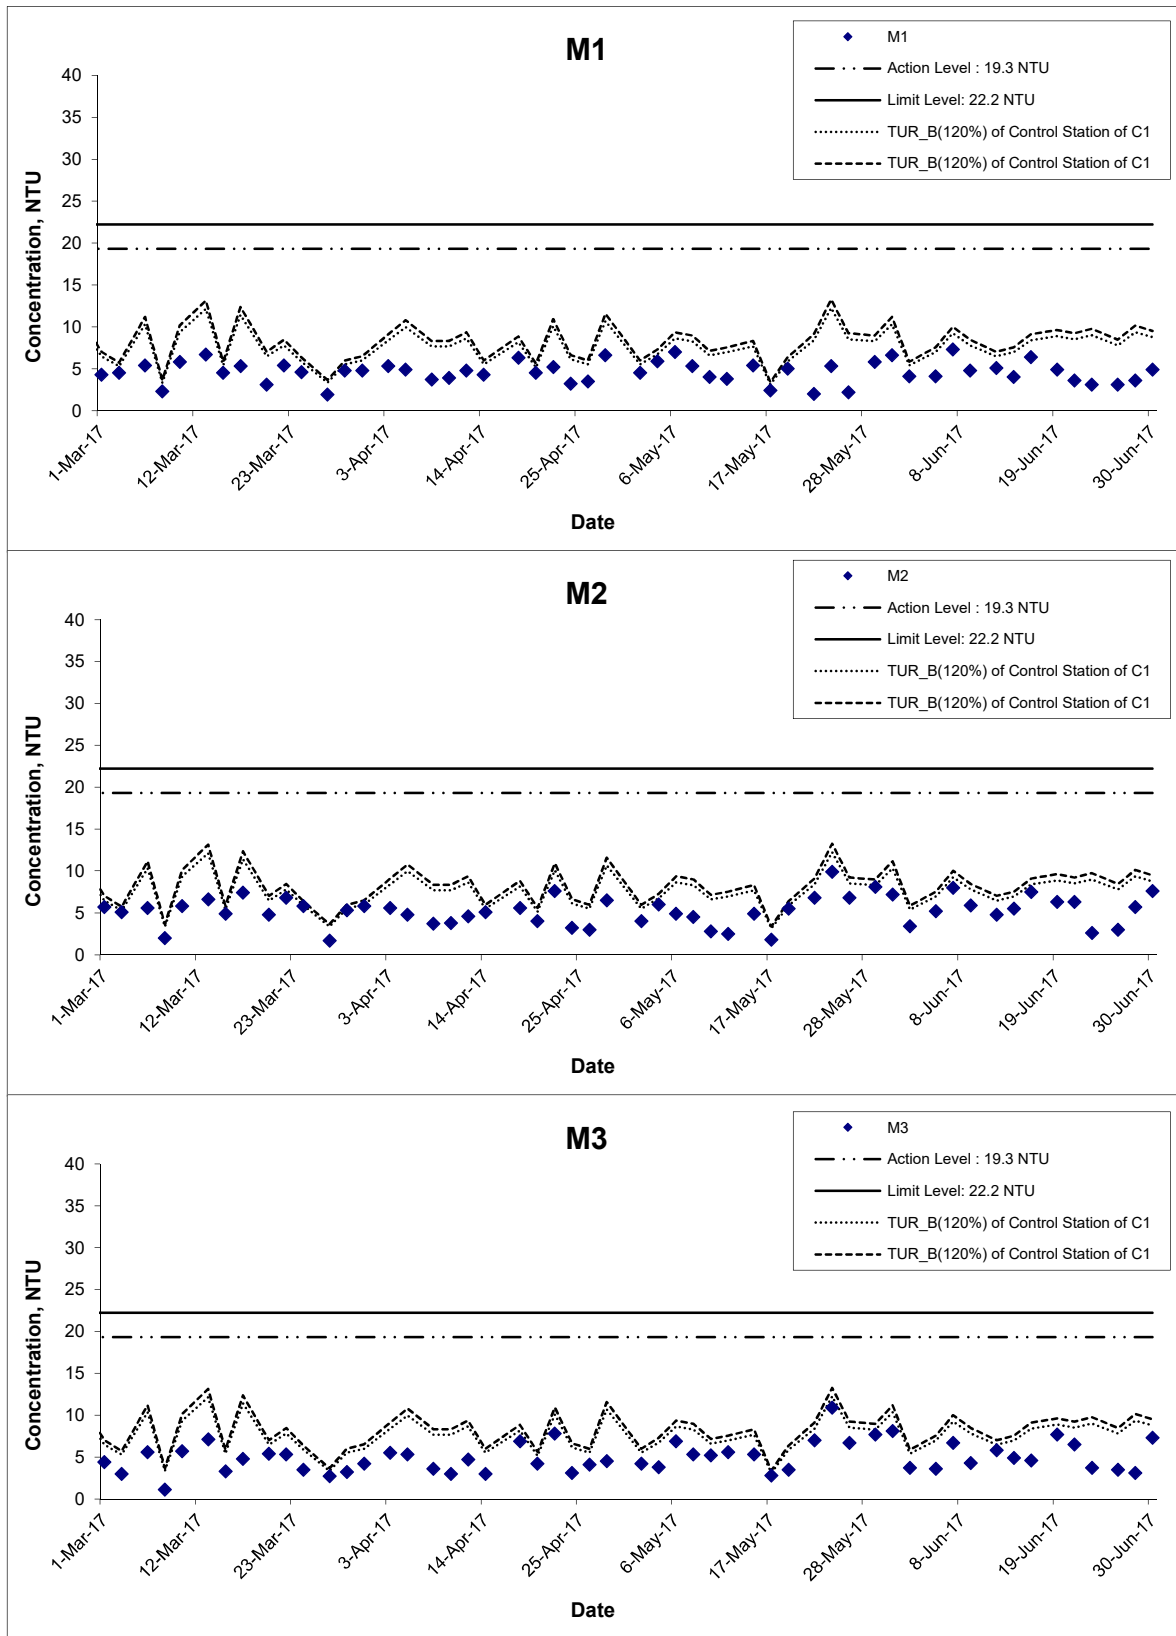 M1
M1
Action Level : 19.3 NTU
Limit Level: 22.2 NTU
TUR_B(120%) of Control Station of C1
TUR_B(120%) of Control Station of C1
Concentration, NTU
40
35
30
25
20
15
10
5
0
1-Mar-17
12-Mar-17
23-Mar-17
3-Apr-17
14-Apr-17
25-Apr-17
6-May-17
17-May-17
28-May-17
8-Jun-17
19-Jun-17
30-Jun-17
Date
M2
M2
Action Level : 19.3 NTU
Limit Level: 22.2 NTU
TUR_B(120%) of Control Station of C1
TUR_B(120%) of Control Station of C1
Concentration, NTU
40
35
30
25
20
15
10
5
0
1-Mar-17
12-Mar-17
23-Mar-17
3-Apr-17
14-Apr-17
25-Apr-17
6-May-17
17-May-17
28-May-17
8-Jun-17
19-Jun-17
30-Jun-17
Date
M3
M3
Action Level : 19.3 NTU
Limit Level: 22.2 NTU
TUR_B(120%) of Control Station of C1
TUR_B(120%) of Control Station of C1
Concentration, NTU
40
35
30
25
20
15
10
5
0
1-Mar-17
12-Mar-17
23-Mar-17
3-Apr-17
14-Apr-17
25-Apr-17
6-May-17
17-May-17
28-May-17
8-Jun-17
19-Jun-17
30-Jun-17
Date